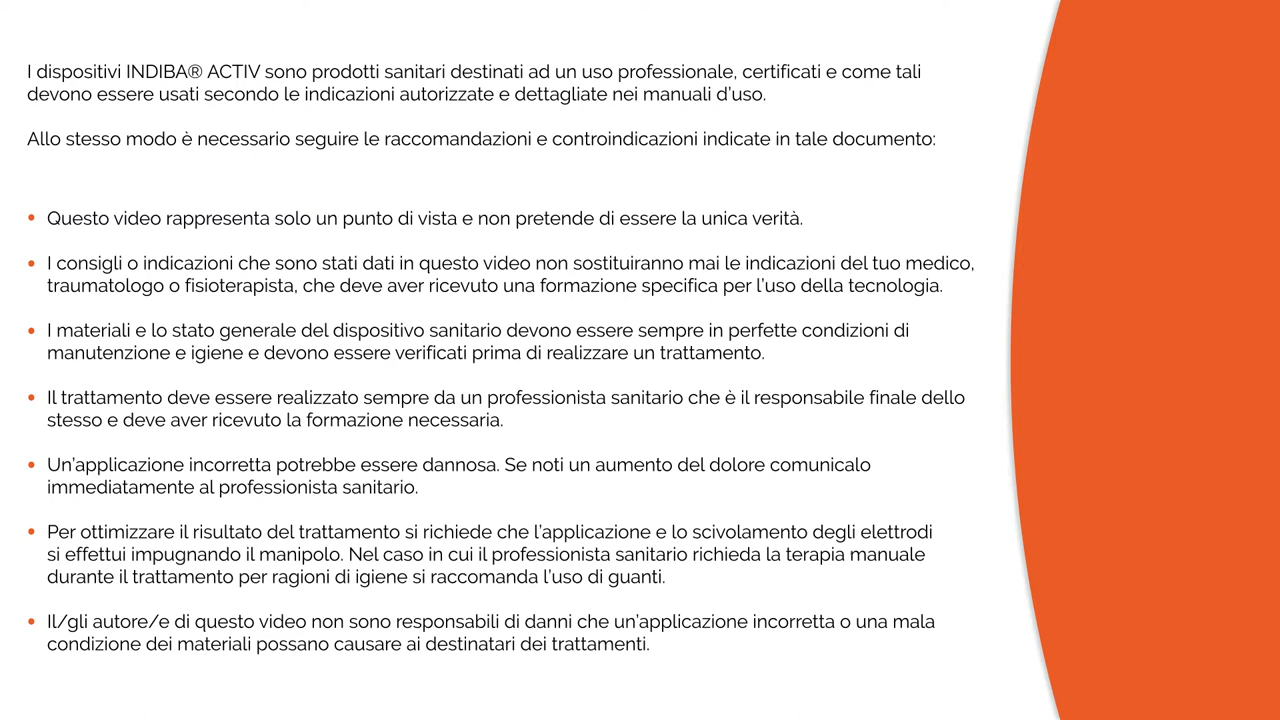 I dispositivi INDIBA® ACTIV sono prodotti sanitari destinati ad un uso professionale, certificati e come tali
devono essere usati secondo le indicazioni autorizzate e dettagliate nei manuali d’uso.
Allo stesso modo è necessario seguire le raccomandazioni e controindicazioni indicate in tale documento:
• Questo video rappresenta solo un punto di vista e non pretende di essere la unica verità.
• I consigli o indicazioni che sono stati dati in questo video non sostituiranno mai le indicazioni del tuo medico,
traumatologo o fisioterapista, che deve aver ricevuto una formazione specifica per l’uso della tecnologia.
• I materiali e lo stato generale del dispositivo sanitario devono essere sempre in perfette condizioni di
manutenzione e igiene e devono essere verificati prima di realizzare un trattamento.
• Il trattamento deve essere realizzato sempre da un professionista sanitario che è il responsabile finale dello
stesso e deve aver ricevuto la formazione necessaria.
• Un’applicazione incorretta potrebbe essere dannosa. Se noti un aumento del dolore comunicalo
immediatamente al professionista sanitario.
• Per ottimizzare il risultato del trattamento si richiede che l’applicazione e lo scivolamento degli elettrodi
si effettui impugnando il manipolo. Nel caso in cui il professionista sanitario richieda la terapia manuale
durante il trattamento per ragioni di igiene si raccomanda l’uso di guanti.
• Il/gli autore/e di questo video non sono responsabili di danni che un’applicazione incorretta o una mala
condizione dei materiali possano causare ai destinatari dei trattamenti.